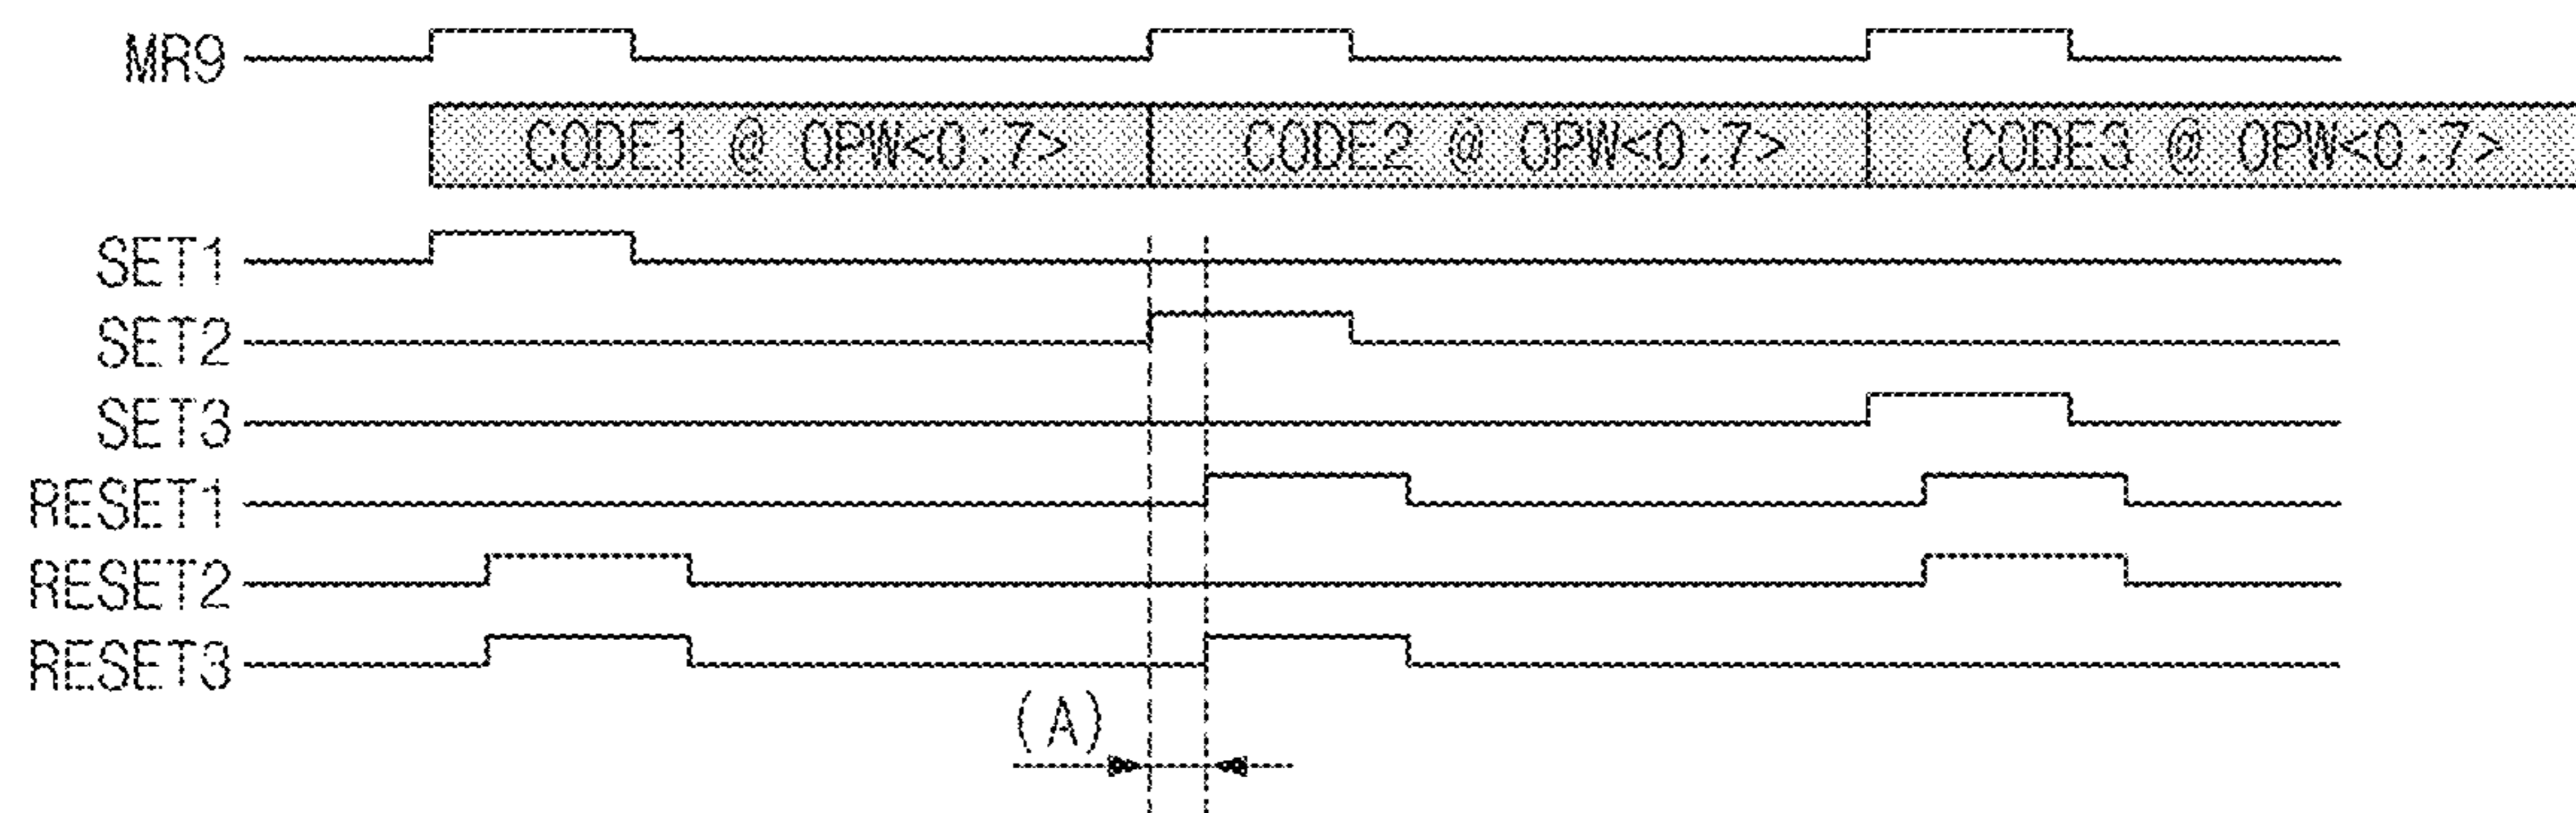 MR9
CODE1 @ OPW<0:7> CODE2 @ OPW<0:7> CODE3 @ OPW<0:7>
SET1
SET2
SET3
RESET1
RESET2
RESET3
(A)